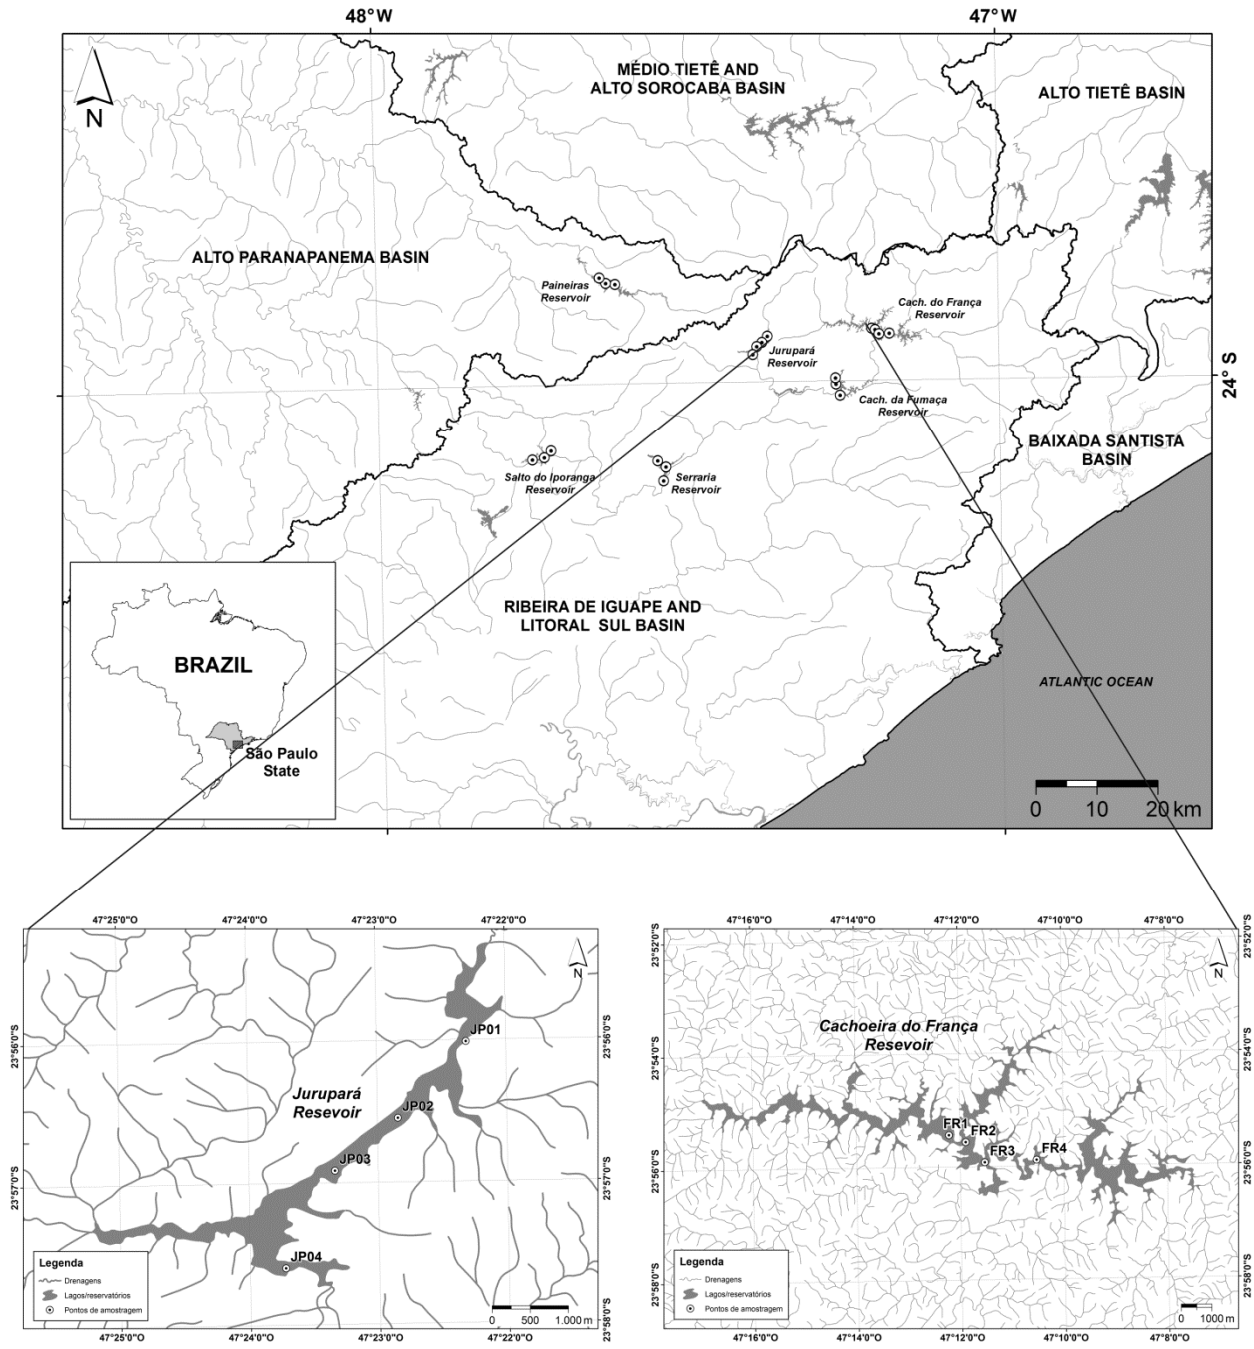 48°W
47°W
N
MÉDIO TIETÊ AND
ALTO SOROCABA BASIN
ALTO TIETÊ BASIN
ALTO PARANAPANEMA BASIN
Paineiras
Reservoir
Cach. do França
Reservoir
Jurupará
Reservoir
24° S
Cach. da Fumaça
Reservoir
BAIXADA SANTISTA
BASIN
Salto do Iporanga
Reservoir
Serraria
Reservoir
RIBEIRA DE IGUAPE AND
LITORAL SUL BASIN
BRAZIL
São Paulo
State
ATLANTIC OCEAN
0 10 20 km
47°25'0"O 47°24'0"O 47°23'0"O 47°22'0"O
N
JP01
23°56'0"S
23°56'0"S
Jurupará
Resevoir
JP02
JP03
23°57'0"S
23°57'0"S
JP04
Legenda
Drenagens
Lagos/reservatórios
Pontos de amostragem
0 500 1.000 m
23°58'0"S
47°25'0"O 47°24'0"O 47°23'0"O 47°22'0"O
47°16'0"O 47°14'0"O 47°12'0"O 47°10'0"O 47°8'0"O
23°52'0"S
23°52'0"S
N
Cachoeira do França
Resevoir
23°54'0"S
23°54'0"S
FR1
FR2
FR3
FR4
23°56'0"S
23°56'0"S
Legenda
Drenagens
Lagos/reservatórios
Pontos de amostragem
23°58'0"S
23°58'0"S
0 1000 m
47°16'0"O 47°14'0"O 47°12'0"O 47°10'0"O 47°8'0"O